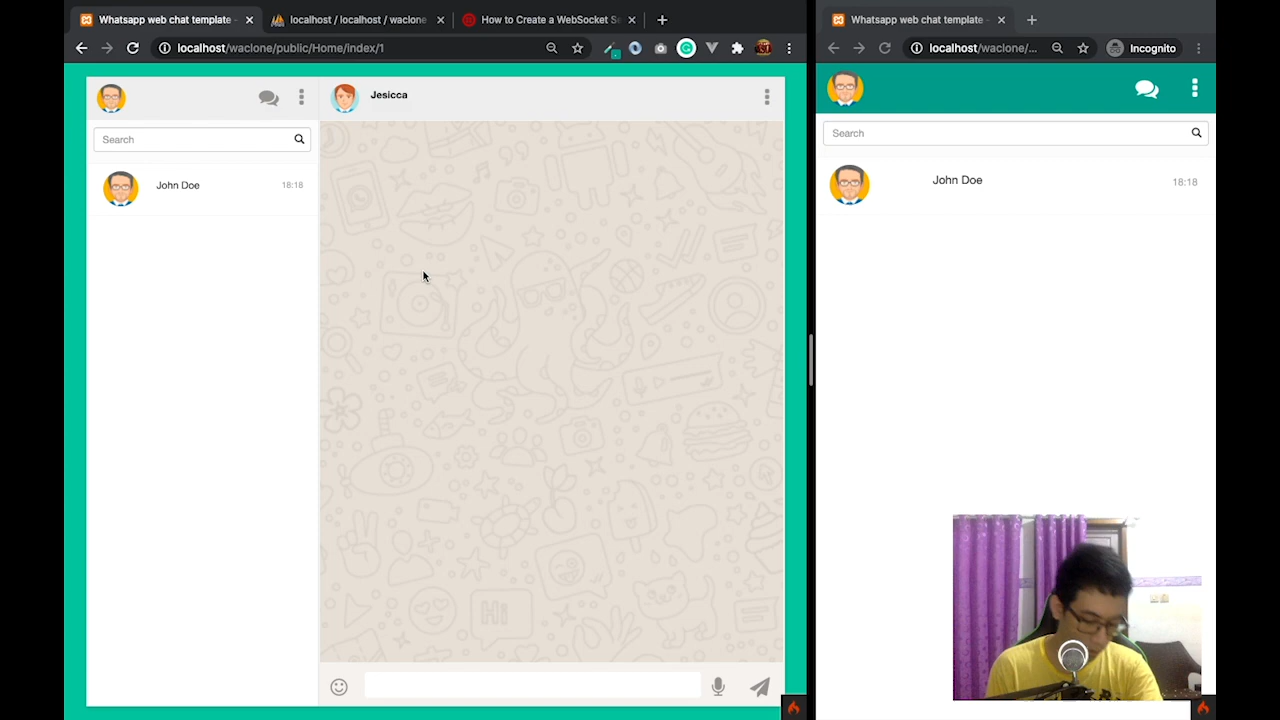 Whatsapp web chat template
localhost / localhost / waclone
How to Create a WebSocket Se
localhost/waclone/public/Home/index/1
Jesicca
Search
John Doe
18:18
Hi
Whatsapp web chat template
localhost/waclone/...
Incognito
Search
John Doe
18:18